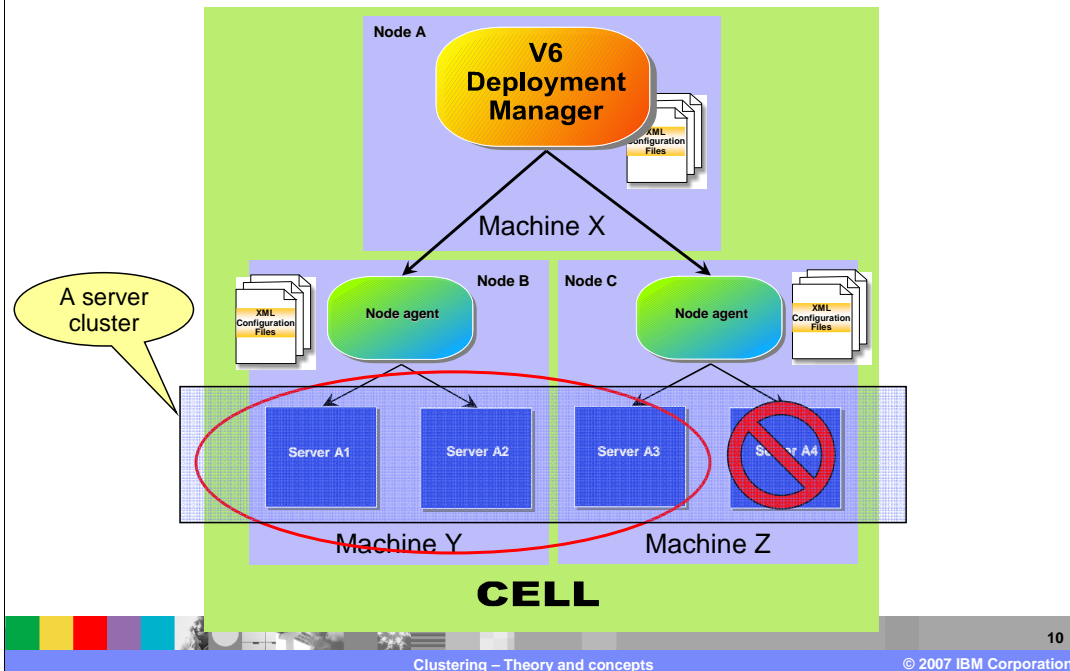 Node A
V6
Deployment
Manager
XML
Configuration
Files
Machine X
A server
cluster
XML
Configuration
Files
Node B
Node agent
Node C
Node agent
XML
Configuration
Files
Server A1
Server A2
Server A3
Server A4
Machine Y
Machine Z
CELL
10
Clustering – Theory and concepts
© 2007 IBM Corporation